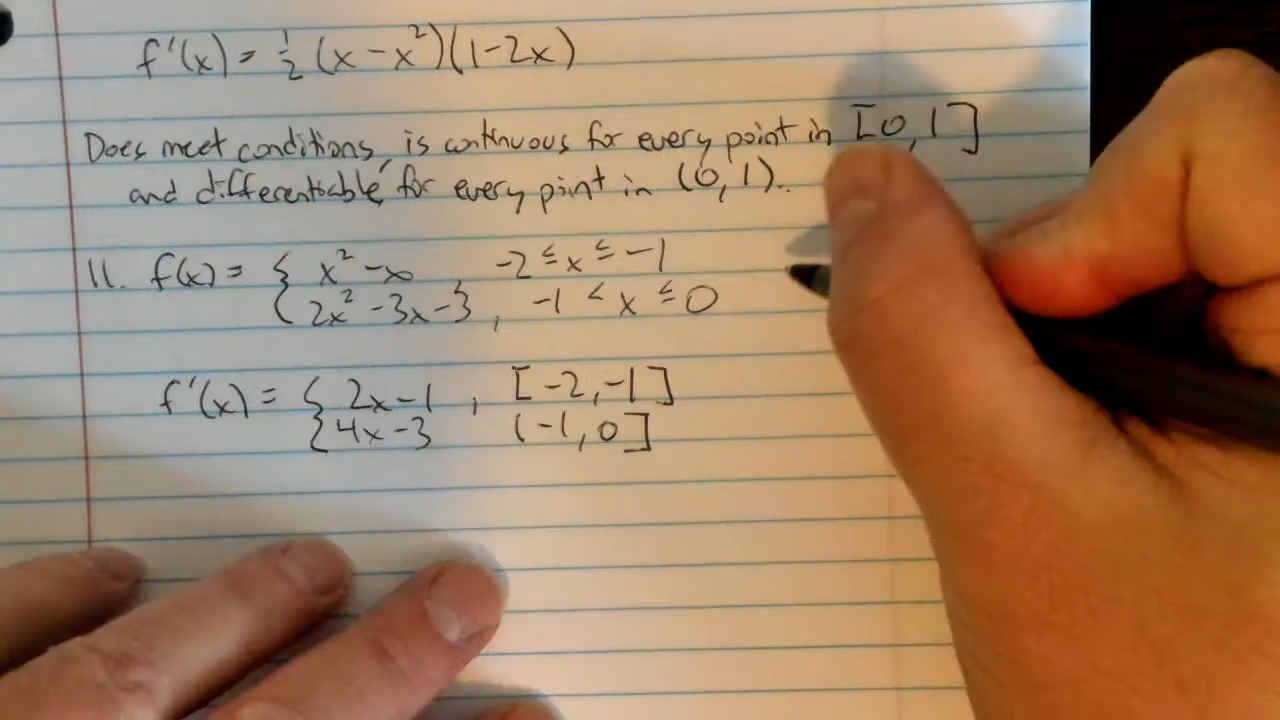 f'(x) = 1/2 (x - x²)(1-2x)
Does meet conditions, is continuous for every point in [0, 1]
and differentiable for every point in (0, 1).
11. f(x) = { x² - x , -2 ≤ x ≤ -1
{ 2x² - 3x - 3 , -1 < x ≤ 0
f'(x) = { 2x - 1 , [-2, -1]
{ 4x - 3 (-1, 0]